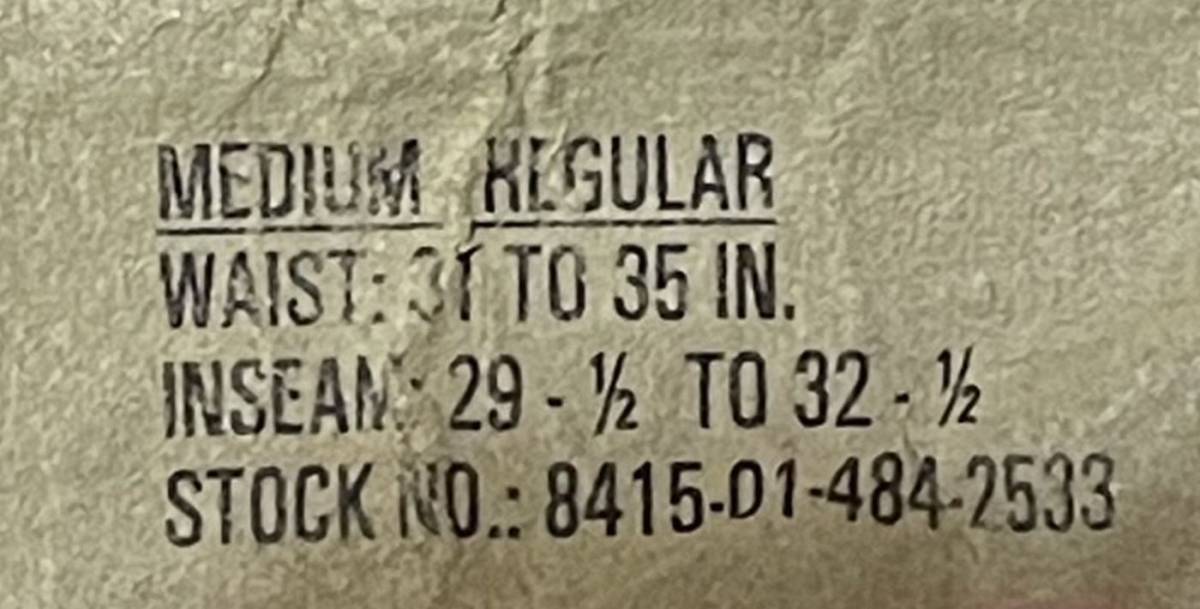 MEDIUM REGULAR
WAIST: 31 TO 35 IN.
INSEAM: 29 - ½ TO 32 - ½
STOCK NO.: 8415-01-484-2533